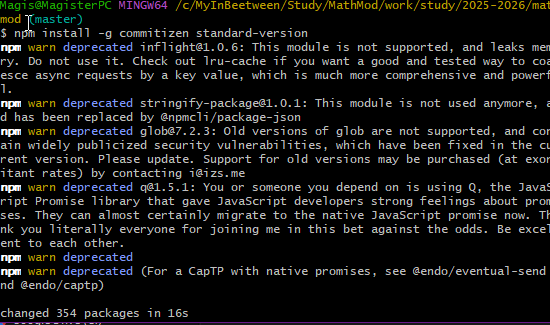 Magis@MagisterPC MINGW64 /c/MyInBeetween/Study/MathMod/work/study/2025-2026/mat
mod (master)
$ npm install -g commitizen standard-version
npm warn deprecated inflight@1.0.6: This module is not supported, and leaks mem
ry. Do not use it. Check out lru-cache if you want a good and tested way to coa
esce async requests by a key value, which is much more comprehensive and powerf
l.
npm warn deprecated stringify-package@1.0.1: This module is not used anymore, a
d has been replaced by @npmcli/package-json
npm warn deprecated glob@7.2.3: Old versions of glob are not supported, and con
ain widely publicized security vulnerabilities, which have been fixed in the cu
rent version. Please update. Support for old versions may be purchased (at exor
itant rates) by contacting i@izs.me
npm warn deprecated q@1.5.1: You or someone you depend on is using Q, the JavaS
ript Promise library that gave JavaScript developers strong feelings about prom
ses. They can almost certainly migrate to the native JavaScript promise now. Th
nk you literally everyone for joining me in this bet against the odds. Be excel
ent to each other.
npm warn deprecated
npm warn deprecated (For a CapTP with native promises, see @endo/eventual-send
nd @endo/captp)
changed 354 packages in 16s